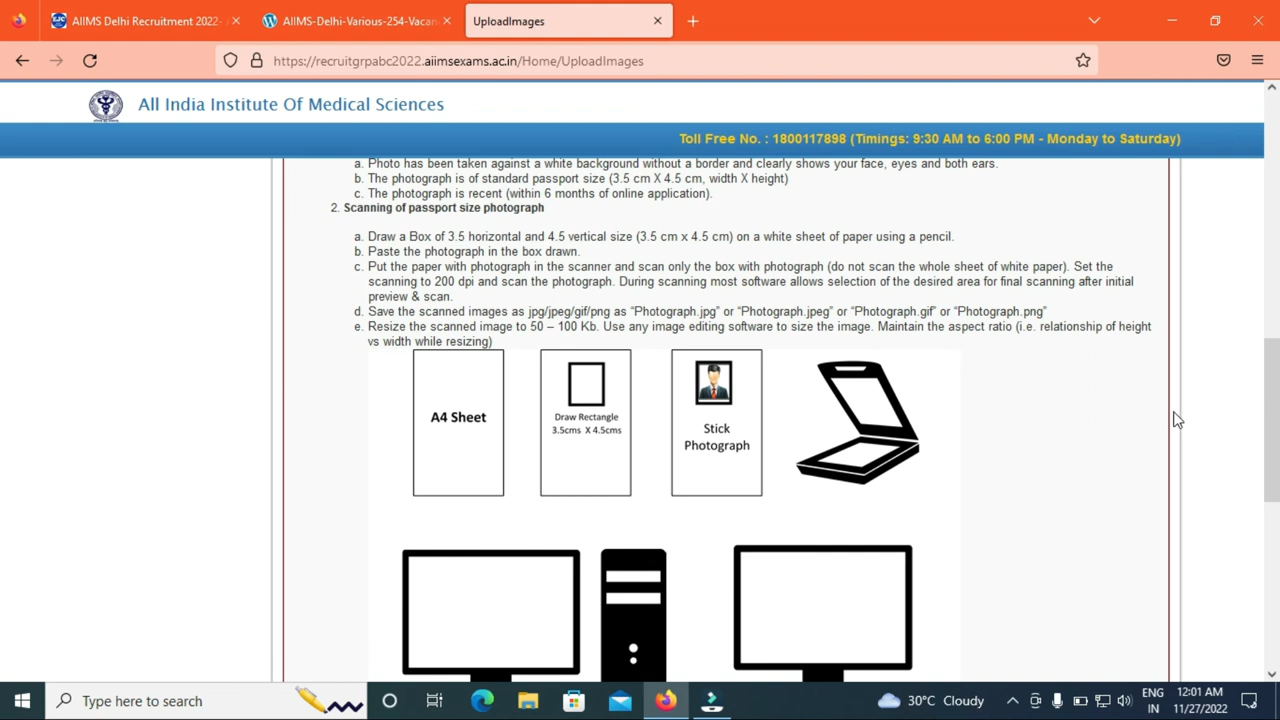 AIIMS Delhi Recruitment 2022-
AIIMS-Delhi-Various-254-Vacan
UploadImages
https://recruitgrpabc2022.aiimsexams.ac.in/Home/UploadImages
All India Institute Of Medical Sciences
Toll Free No. : 1800117898 (Timings: 9:30 AM to 6:00 PM - Monday to Saturday)
a. Photo has been taken against a white background without a border and clearly shows your face, eyes and both ears.
b. The photograph is of standard passport size (3.5 cm X 4.5 cm, width X height)
c. The photograph is recent (within 6 months of online application).
2. Scanning of passport size photograph
a. Draw a Box of 3.5 horizontal and 4.5 vertical size (3.5 cm x 4.5 cm) on a white sheet of paper using a pencil.
b. Paste the photograph in the box drawn.
c. Put the paper with photograph in the scanner and scan only the box with photograph (do not scan the whole sheet of white paper). Set the
scanning to 200 dpi and scan the photograph. During scanning most software allows selection of the desired area for final scanning after initial
preview & scan.
d. Save the scanned images as jpg/jpeg/gif/png as “Photograph.jpg” or “Photograph.jpeg” or “Photograph.gif” or “Photograph.png”
e. Resize the scanned image to 50 – 100 Kb. Use any image editing software to size the image. Maintain the aspect ratio (i.e. relationship of height
vs width while resizing)
A4 Sheet
Draw Rectangle
3.5cms X 4.5cms
Stick
Photograph
Type here to search
30°C Cloudy
ENG
IN
12:01 AM
11/27/2022